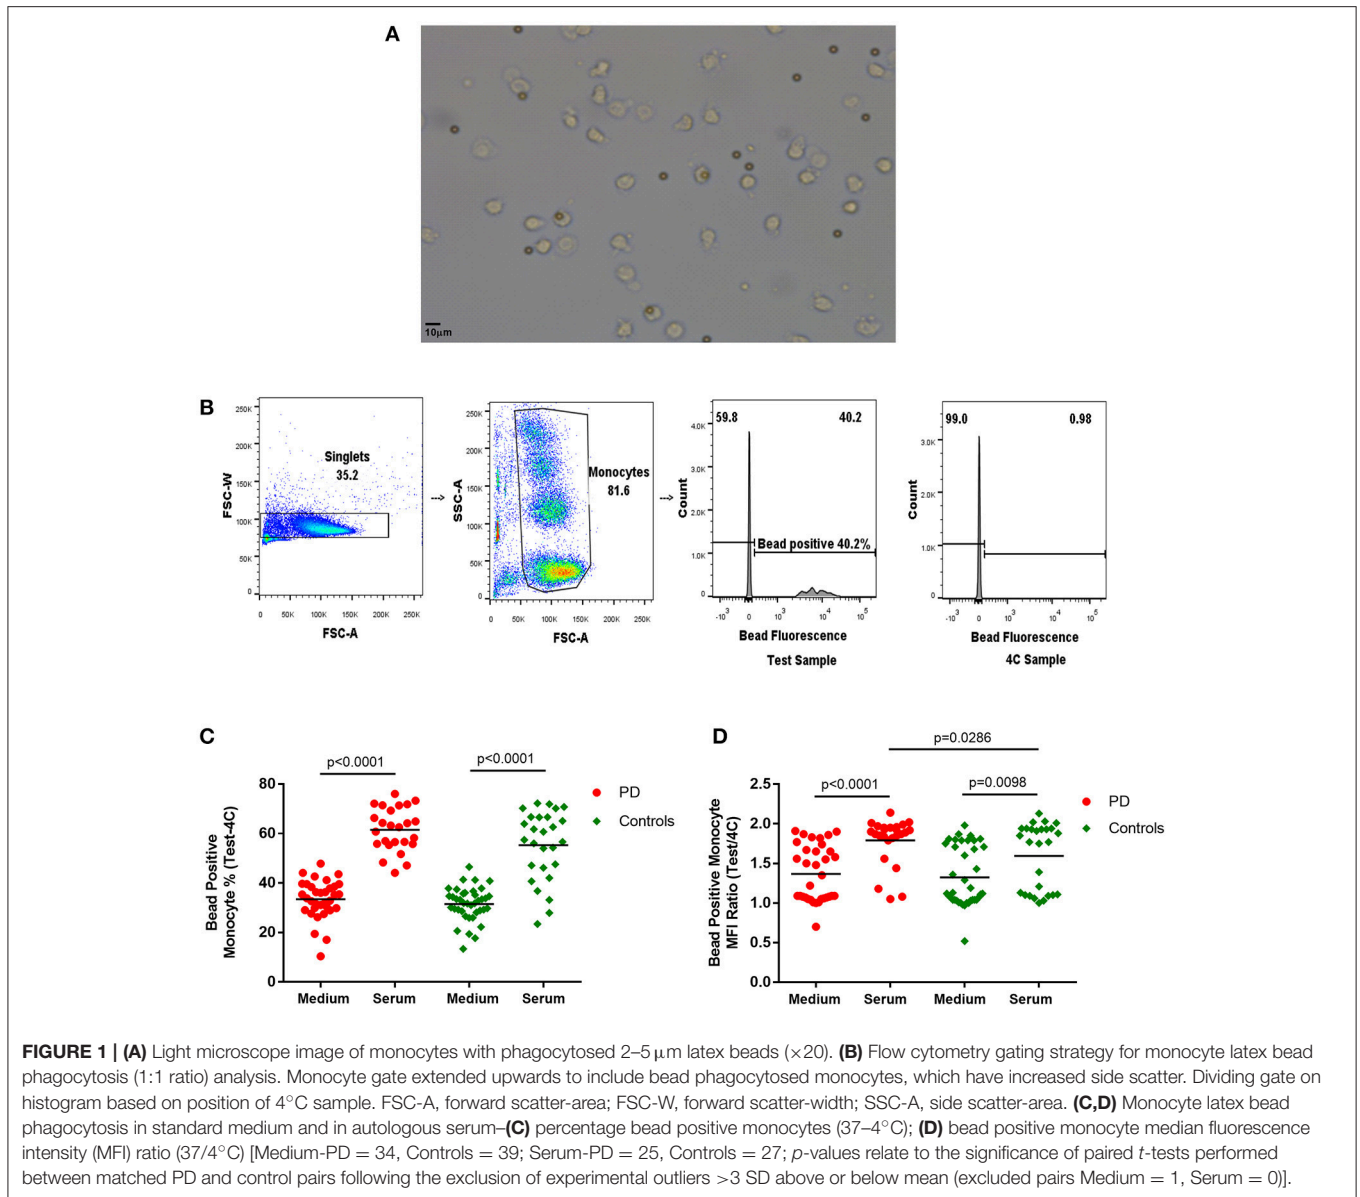 A
10µm
B
250K
200K
150K
100K
50K
0
FSC-W
Singlets
35.2
0 50K 100K 150K 200K 250K
FSC-A
250K
200K
150K
100K
50K
0
SSC-A
Monocytes
81.6
0 50K 100K 150K 200K 250K
FSC-A
59.8 40.2
4.0K
3.0K
2.0K
1.0K
0
Count
Bead positive 40.2%
-10³ 0 10³ 10⁴ 10⁵
Bead Fluorescence
Test Sample
99.0 0.98
3.0K
2.0K
1.0K
0
Count
-10³ 0 10³ 10⁴ 10⁵
Bead Fluorescence
4C Sample
C
p<0.0001 p<0.0001
80
60
40
20
0
Bead Positive
Monocyte % (Test-4C)
PD
Controls
Medium Serum Medium Serum
D
p=0.0286
p<0.0001 p=0.0098
2.5
2.0
1.5
1.0
0.5
0.0
Bead Positive Monocyte
MFI Ratio (Test/4C)
PD
Controls
Medium Serum Medium Serum
FIGURE 1 | (A) Light microscope image of monocytes with phagocytosed 2–5 µm latex beads (×20). (B) Flow cytometry gating strategy for monocyte latex bead
phagocytosis (1:1 ratio) analysis. Monocyte gate extended upwards to include bead phagocytosed monocytes, which have increased side scatter. Dividing gate on
histogram based on position of 4°C sample. FSC-A, forward scatter-area; FSC-W, forward scatter-width; SSC-A, side scatter-area. (C,D) Monocyte latex bead
phagocytosis in standard medium and in autologous serum–(C) percentage bead positive monocytes (37–4°C); (D) bead positive monocyte median fluorescence
intensity (MFI) ratio (37/4°C) [Medium-PD = 34, Controls = 39; Serum-PD = 25, Controls = 27; p-values relate to the significance of paired t-tests performed
between matched PD and control pairs following the exclusion of experimental outliers >3 SD above or below mean (excluded pairs Medium = 1, Serum = 0)].